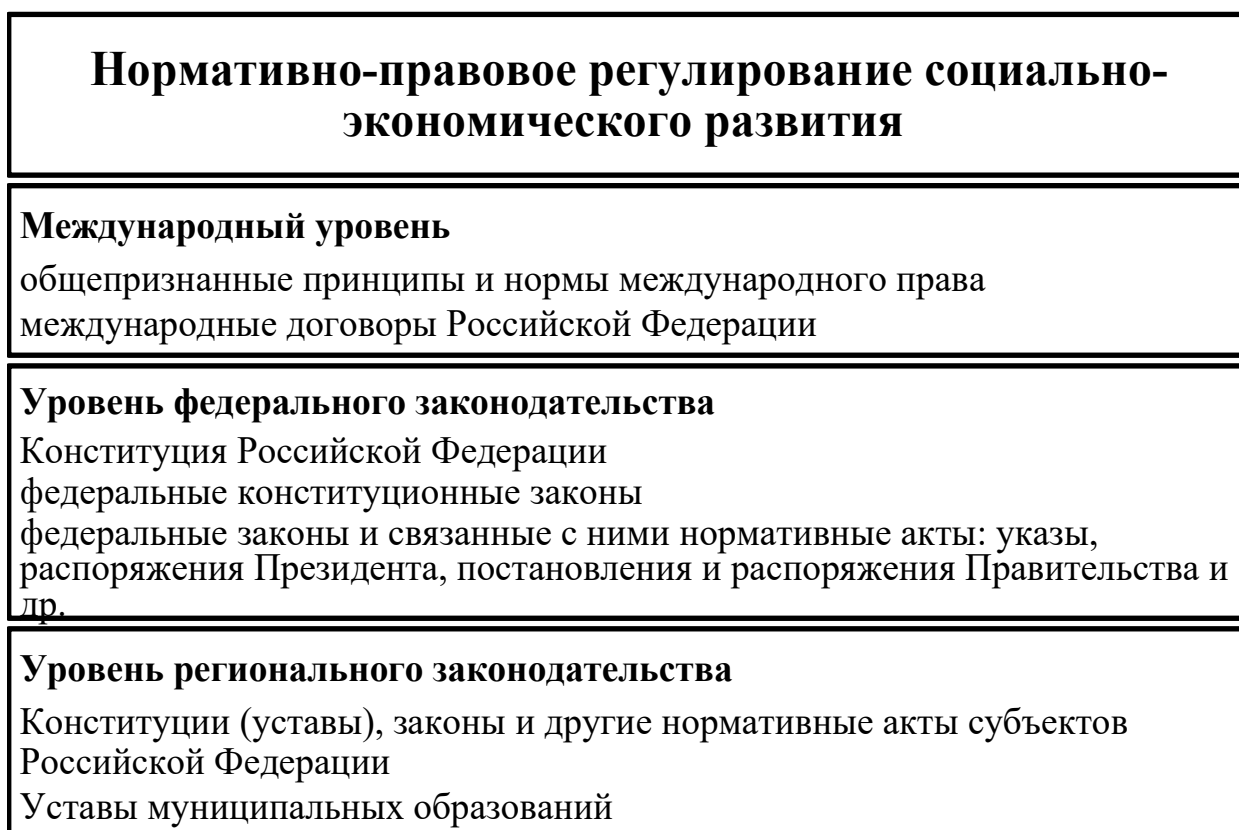 Нормативно-правовое регулирование социально-
экономического развития
Международный уровень
общепризнанные принципы и нормы международного права
международные договоры Российской Федерации
Уровень федерального законодательства
Конституция Российской Федерации
федеральные конституционные законы
федеральные законы и связанные с ними нормативные акты: указы,
распоряжения Президента, постановления и распоряжения Правительства и
др.
Уровень регионального законодательства
Конституции (уставы), законы и другие нормативные акты субъектов
Российской Федерации
Уставы муниципальных образований